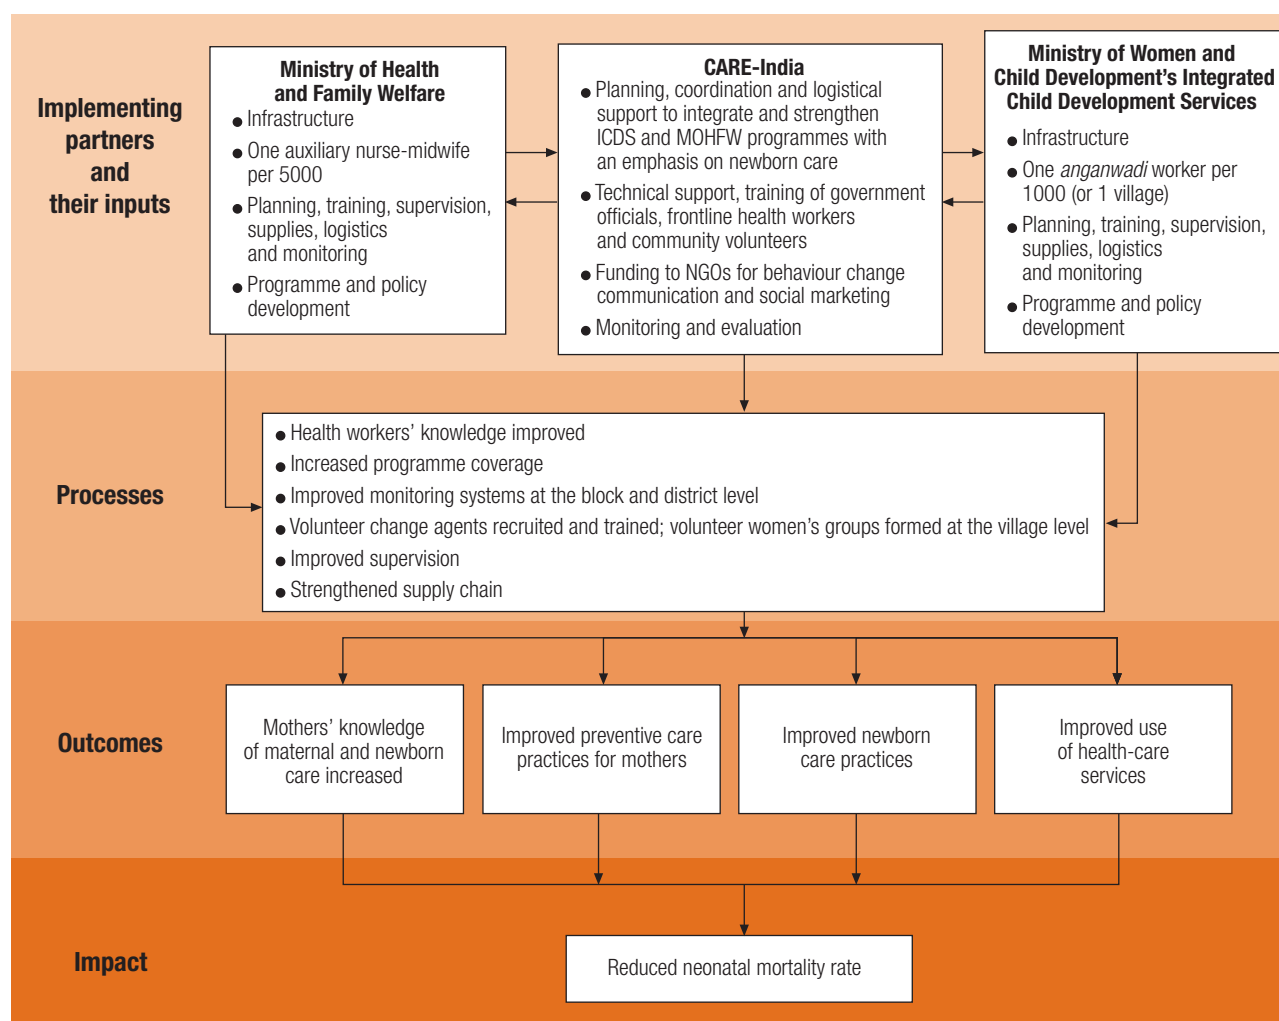 Implementing
partners
and
their inputs
Ministry of Health
and Family Welfare
● Infrastructure
● One auxiliary nurse-midwife
per 5000
● Planning, training, supervision,
supplies, logistics
and monitoring
● Programme and policy
development
CARE-India
● Planning, coordination and logistical
support to integrate and strengthen
ICDS and MOHFW programmes with
an emphasis on newborn care
● Technical support, training of government
officials, frontline health workers
and community volunteers
● Funding to NGOs for behaviour change
communication and social marketing
● Monitoring and evaluation
Ministry of Women and
Child Development’s Integrated
Child Development Services
● Infrastructure
● One anganwadi worker per
1000 (or 1 village)
● Planning, training, supervision,
supplies, logistics
and monitoring
● Programme and policy
development
Processes
● Health workers’ knowledge improved
● Increased programme coverage
● Improved monitoring systems at the block and district level
● Volunteer change agents recruited and trained; volunteer women’s groups formed at the village level
● Improved supervision
● Strengthened supply chain
Outcomes
Mothers’ knowledge
of maternal and newborn
care increased
Improved preventive care
practices for mothers
Improved newborn
care practices
Improved use
of health-care
services
Impact
Reduced neonatal mortality rate